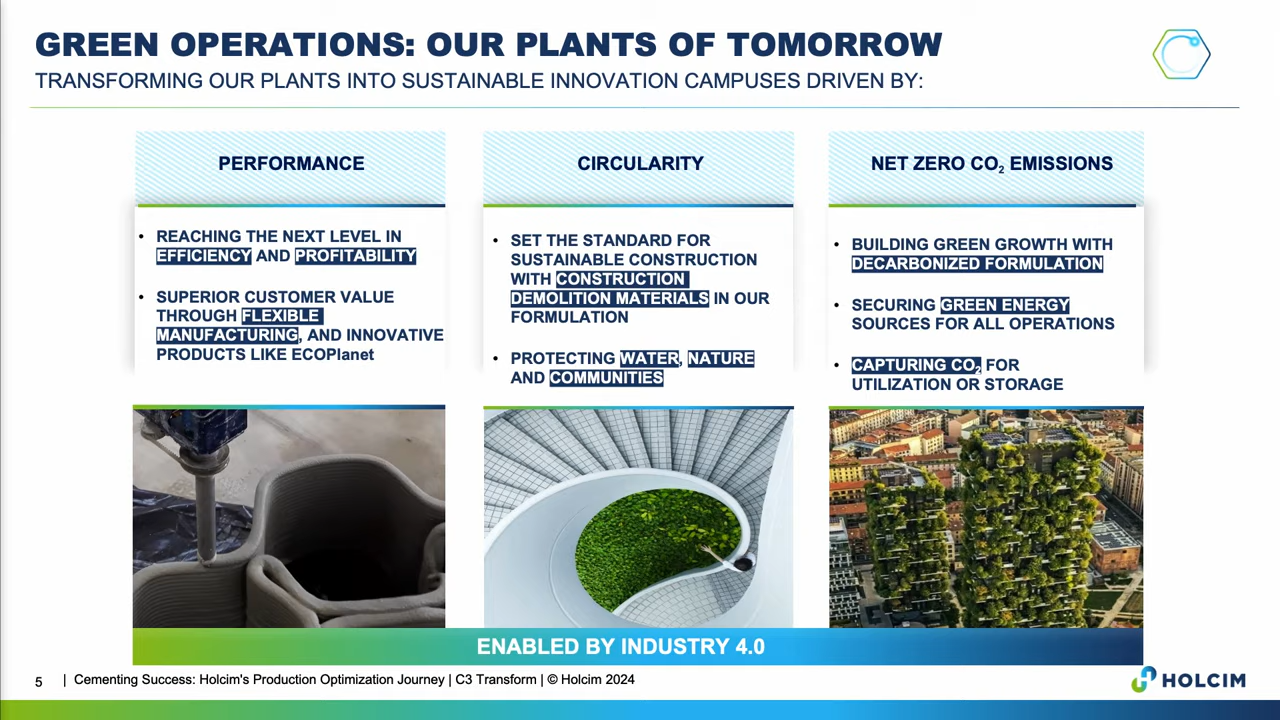 GREEN OPERATIONS: OUR PLANTS OF TOMORROW
TRANSFORMING OUR PLANTS INTO SUSTAINABLE INNOVATION CAMPUSES DRIVEN BY:
PERFORMANCE
• REACHING THE NEXT LEVEL IN
EFFICIENCY AND PROFITABILITY
• SUPERIOR CUSTOMER VALUE
THROUGH FLEXIBLE
MANUFACTURING, AND INNOVATIVE
PRODUCTS LIKE ECOPlanet
CIRCULARITY
• SET THE STANDARD FOR
SUSTAINABLE CONSTRUCTION
WITH CONSTRUCTION
DEMOLITION MATERIALS IN OUR
FORMULATION
• PROTECTING WATER, NATURE
AND COMMUNITIES
NET ZERO CO₂ EMISSIONS
• BUILDING GREEN GROWTH WITH
DECARBONIZED FORMULATION
• SECURING GREEN ENERGY
SOURCES FOR ALL OPERATIONS
• CAPTURING CO₂ FOR
UTILIZATION OR STORAGE
ENABLED BY INDUSTRY 4.0
5 | Cementing Success: Holcim's Production Optimization Journey | C3 Transform | © Holcim 2024
HOLCIM